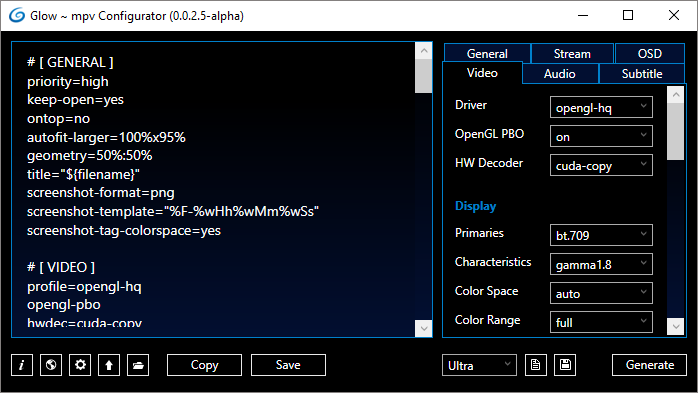 Glow ~ mpv Configurator (0.0.2.5-alpha)
# [ GENERAL ]
priority=high
keep-open=yes
ontop=no
autofit-larger=100%x95%
geometry=50%:50%
title="${filename}"
screenshot-format=png
screenshot-template="%F-%wHh%wMm%wSs"
screenshot-tag-colorspace=yes
# [ VIDEO ]
profile=opengl-hq
opengl-pbo
hwdec=cuda-copy
General Stream OSD
Video Audio Subtitle
Driver opengl-hq
OpenGL PBO on
HW Decoder cuda-copy
Display
Primaries bt.709
Characteristics gamma1.8
Color Space auto
Color Range full
i Copy Save Ultra Generate